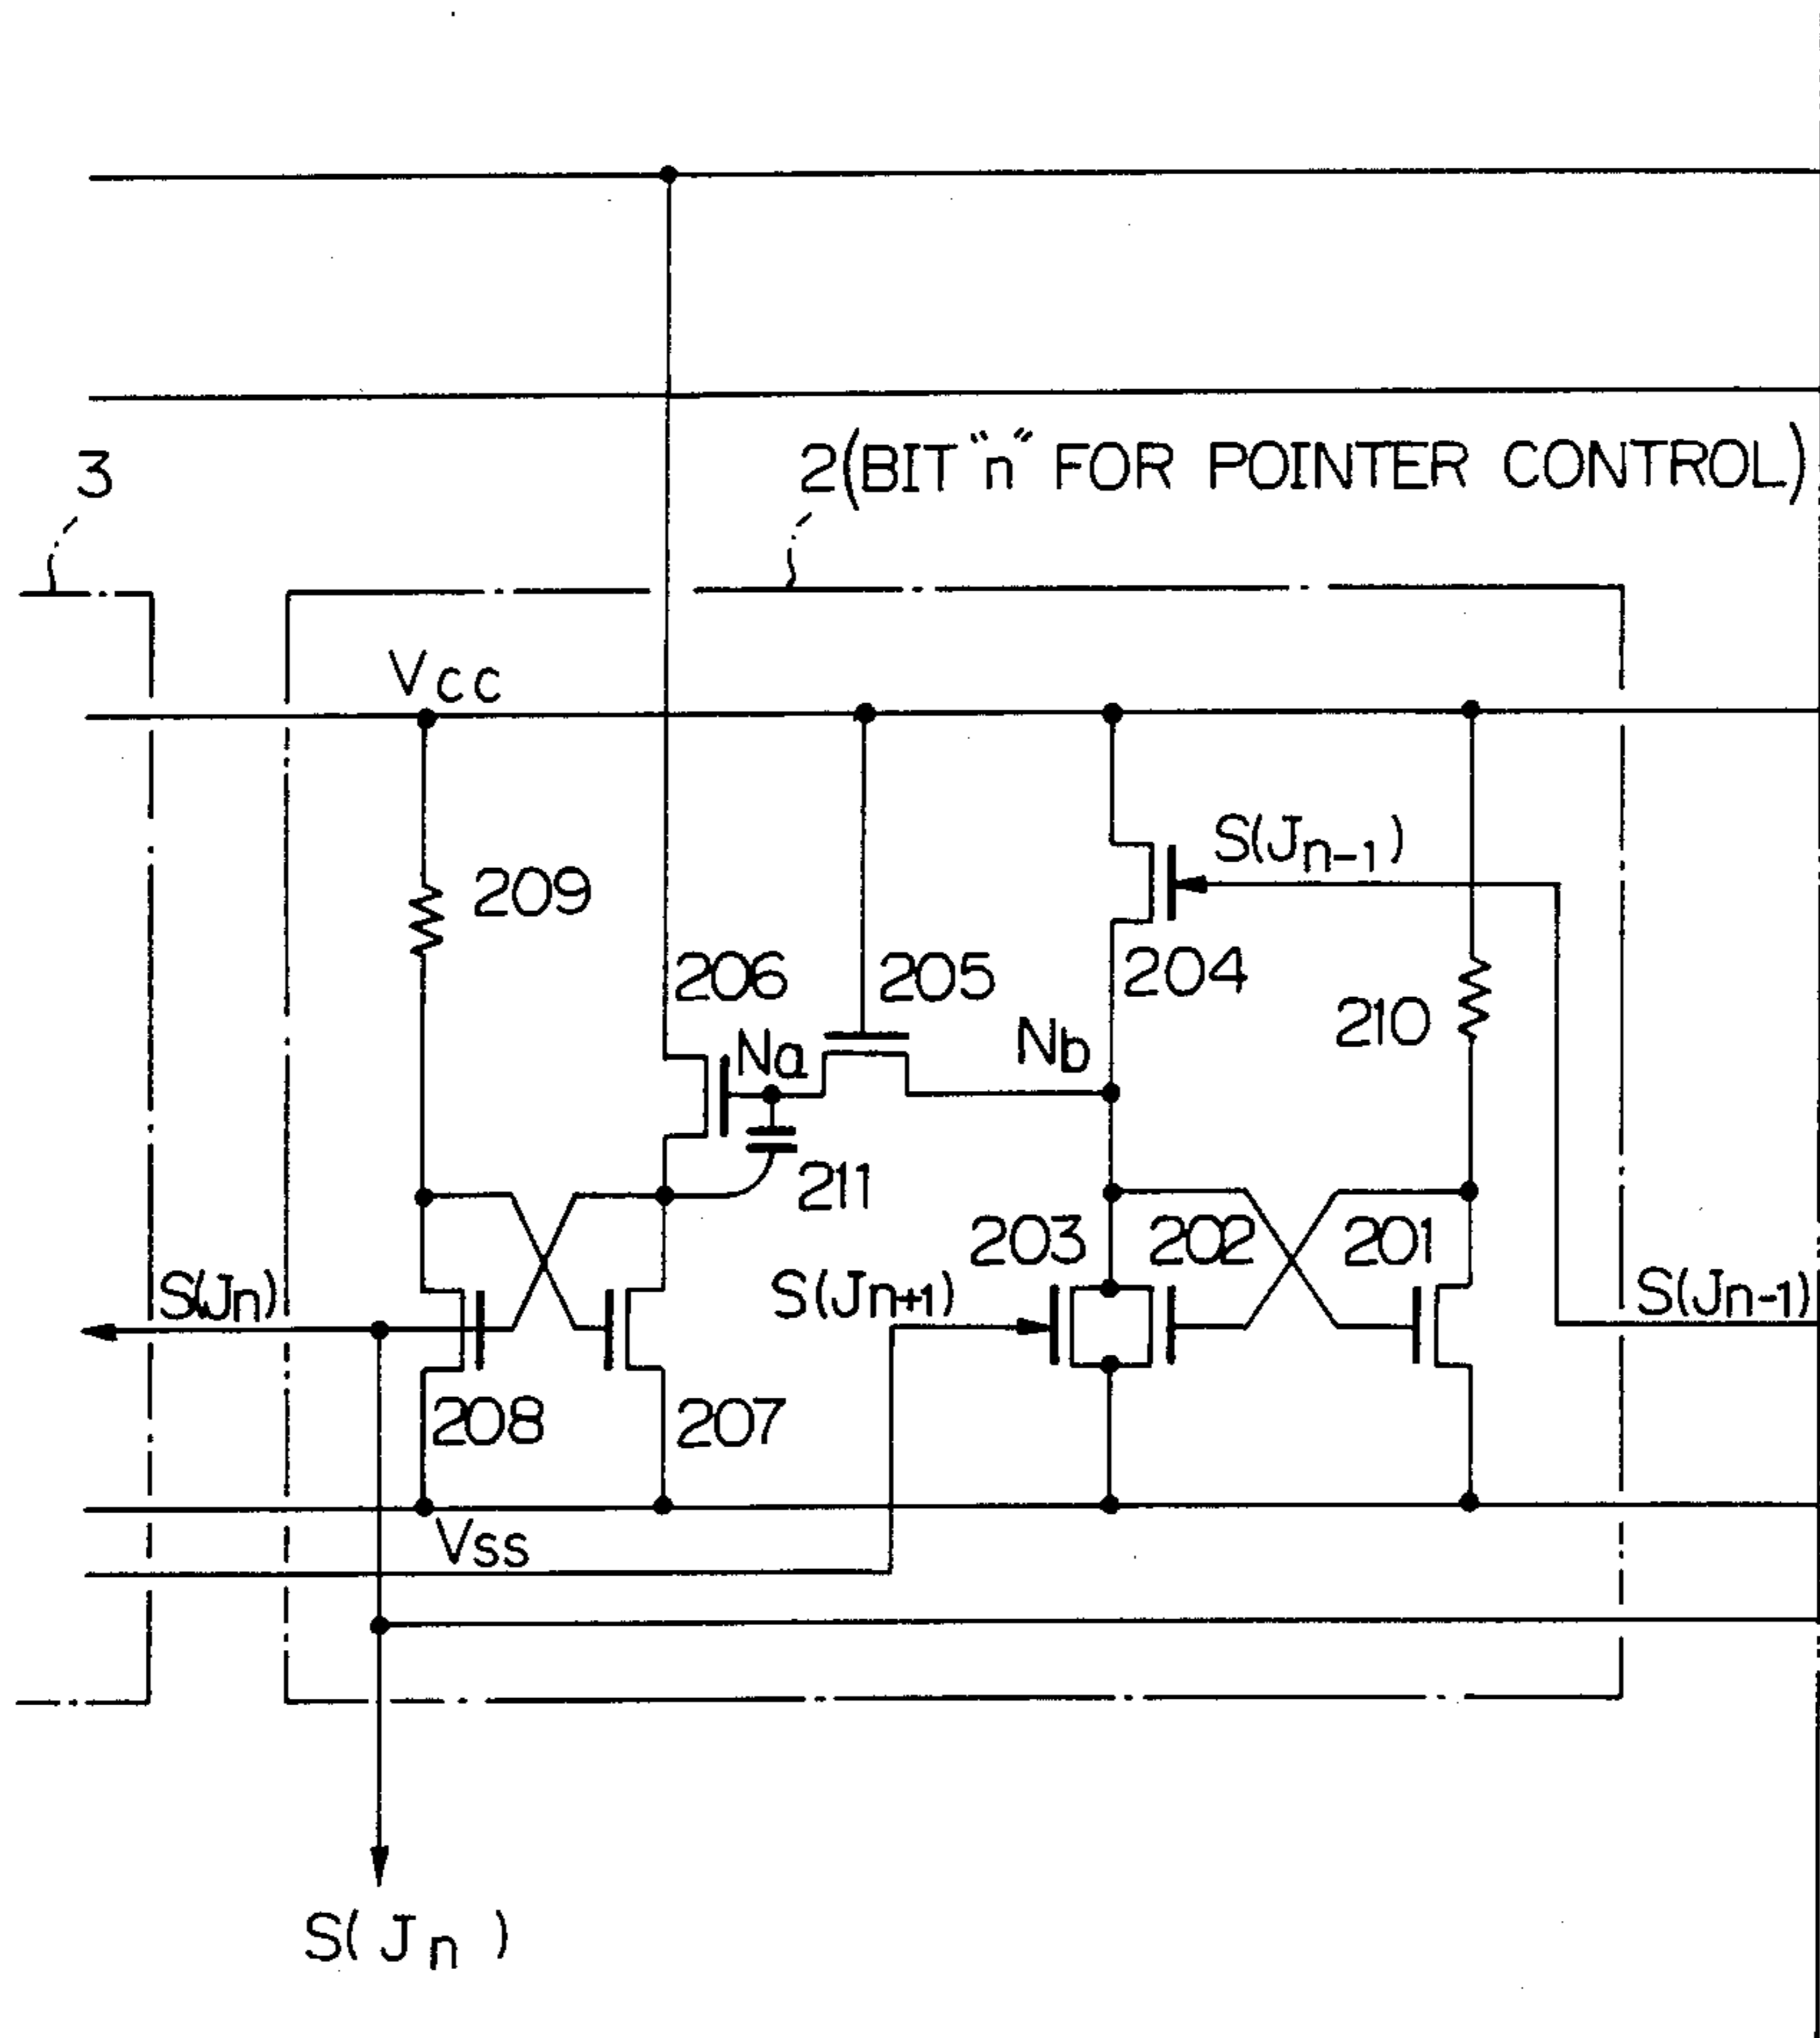 3
2(BIT "n" FOR POINTER CONTROL)
Vcc
S(Jn-1)
209
206
205
204
210
Na
Nb
211
203
202
201
S(Jn)
S(Jn+1)
S(Jn-1)
208
207
Vss
S(Jn)